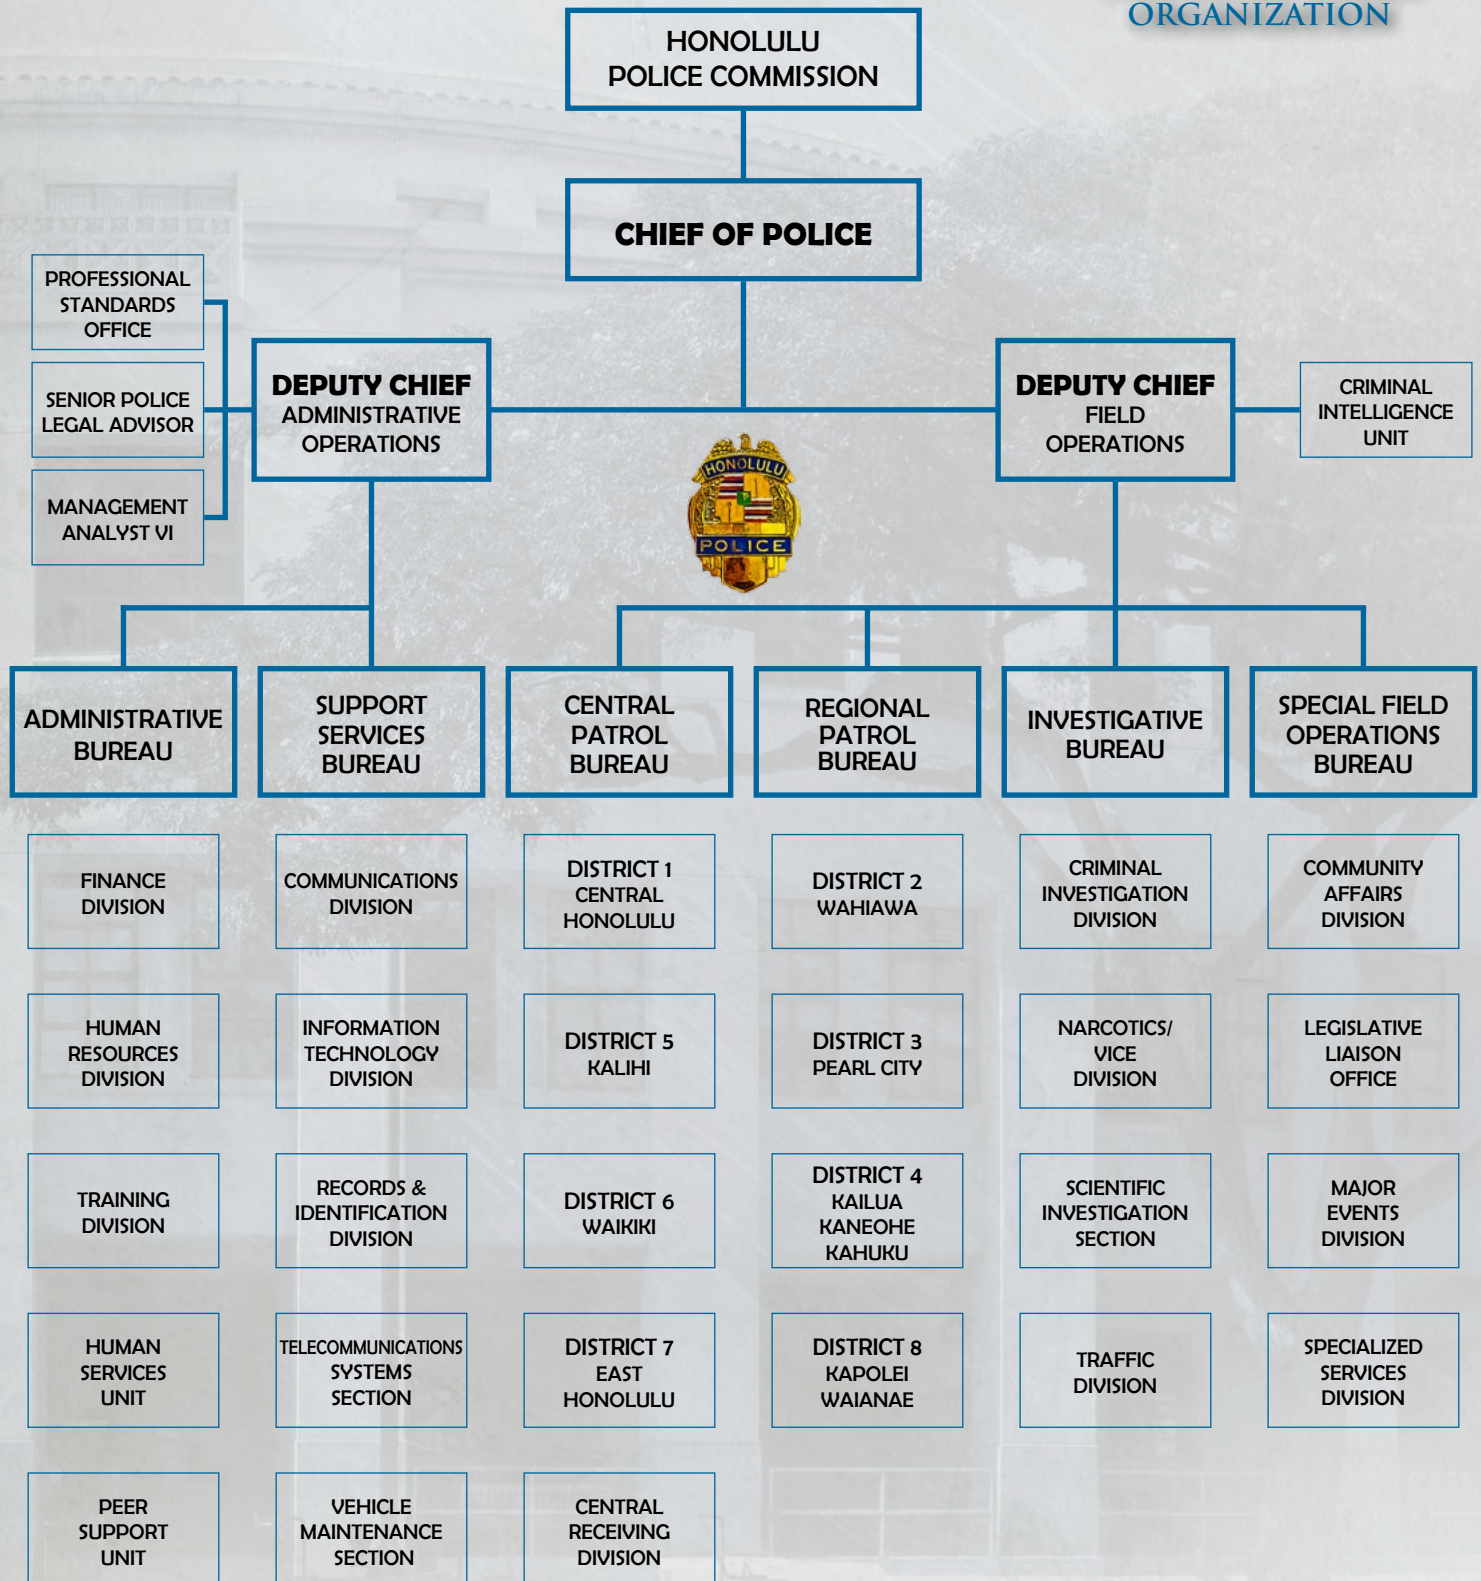 ORGANIZATION
HONOLULU
POLICE COMMISSION
CHIEF OF POLICE
PROFESSIONAL
STANDARDS
OFFICE
SENIOR POLICE
LEGAL ADVISOR
MANAGEMENT
ANALYST VI
DEPUTY CHIEF
ADMINISTRATIVE
OPERATIONS
DEPUTY CHIEF
FIELD
OPERATIONS
CRIMINAL
INTELLIGENCE
UNIT
HONOLULU
POLICE
ADMINISTRATIVE
BUREAU
SUPPORT
SERVICES
BUREAU
CENTRAL
PATROL
BUREAU
REGIONAL
PATROL
BUREAU
INVESTIGATIVE
BUREAU
SPECIAL FIELD
OPERATIONS
BUREAU
FINANCE
DIVISION
COMMUNICATIONS
DIVISION
DISTRICT 1
CENTRAL
HONOLULU
DISTRICT 2
WAHIAWA
CRIMINAL
INVESTIGATION
DIVISION
COMMUNITY
AFFAIRS
DIVISION
HUMAN
RESOURCES
DIVISION
INFORMATION
TECHNOLOGY
DIVISION
DISTRICT 5
KALIHI
DISTRICT 3
PEARL CITY
NARCOTICS/
VICE
DIVISION
LEGISLATIVE
LIAISON
OFFICE
TRAINING
DIVISION
RECORDS &
IDENTIFICATION
DIVISION
DISTRICT 6
WAIKIKI
DISTRICT 4
KAILUA
KANEOHE
KAHUKU
SCIENTIFIC
INVESTIGATION
SECTION
MAJOR
EVENTS
DIVISION
HUMAN
SERVICES
UNIT
TELECOMMUNICATIONS
SYSTEMS
SECTION
DISTRICT 7
EAST
HONOLULU
DISTRICT 8
KAPOLEI
WAIANAE
TRAFFIC
DIVISION
SPECIALIZED
SERVICES
DIVISION
PEER
SUPPORT
UNIT
VEHICLE
MAINTENANCE
SECTION
CENTRAL
RECEIVING
DIVISION